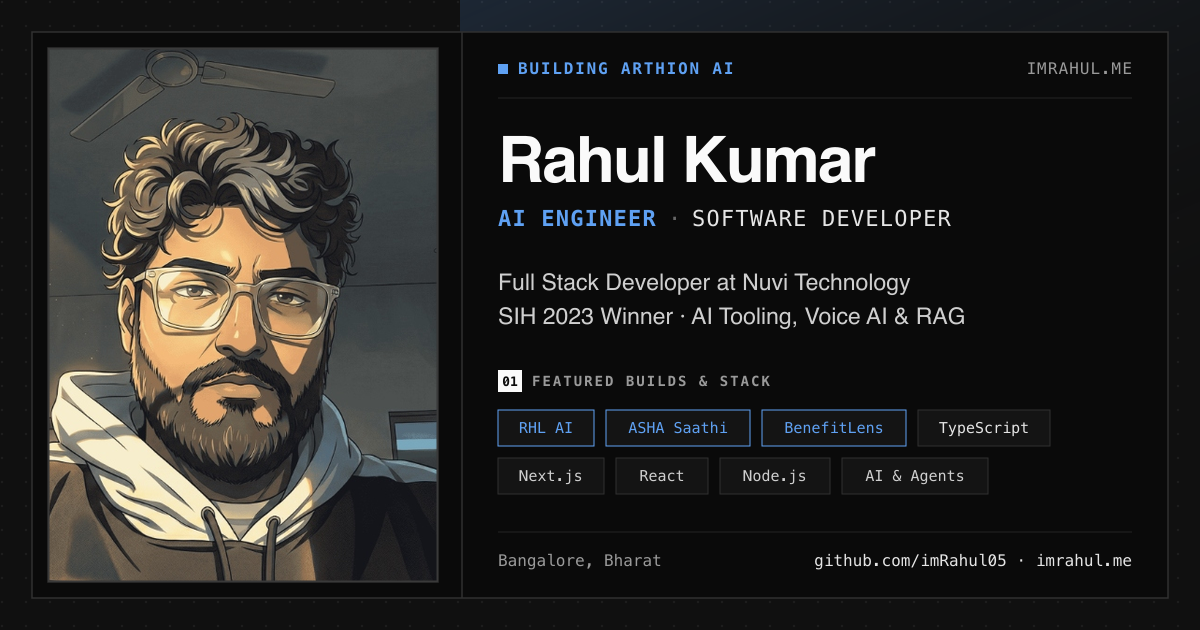 BUILDING ARTHION AI
IMRAHUL.ME
Rahul Kumar
AI ENGINEER · SOFTWARE DEVELOPER
Full Stack Developer at Nuvi Technology
SIH 2023 Winner · AI Tooling, Voice AI & RAG
01 FEATURED BUILDS & STACK
RHL AI ASHA Saathi BenefitLens TypeScript
Next.js React Node.js AI & Agents
Bangalore, Bharat
github.com/imRahul05 · imrahul.me